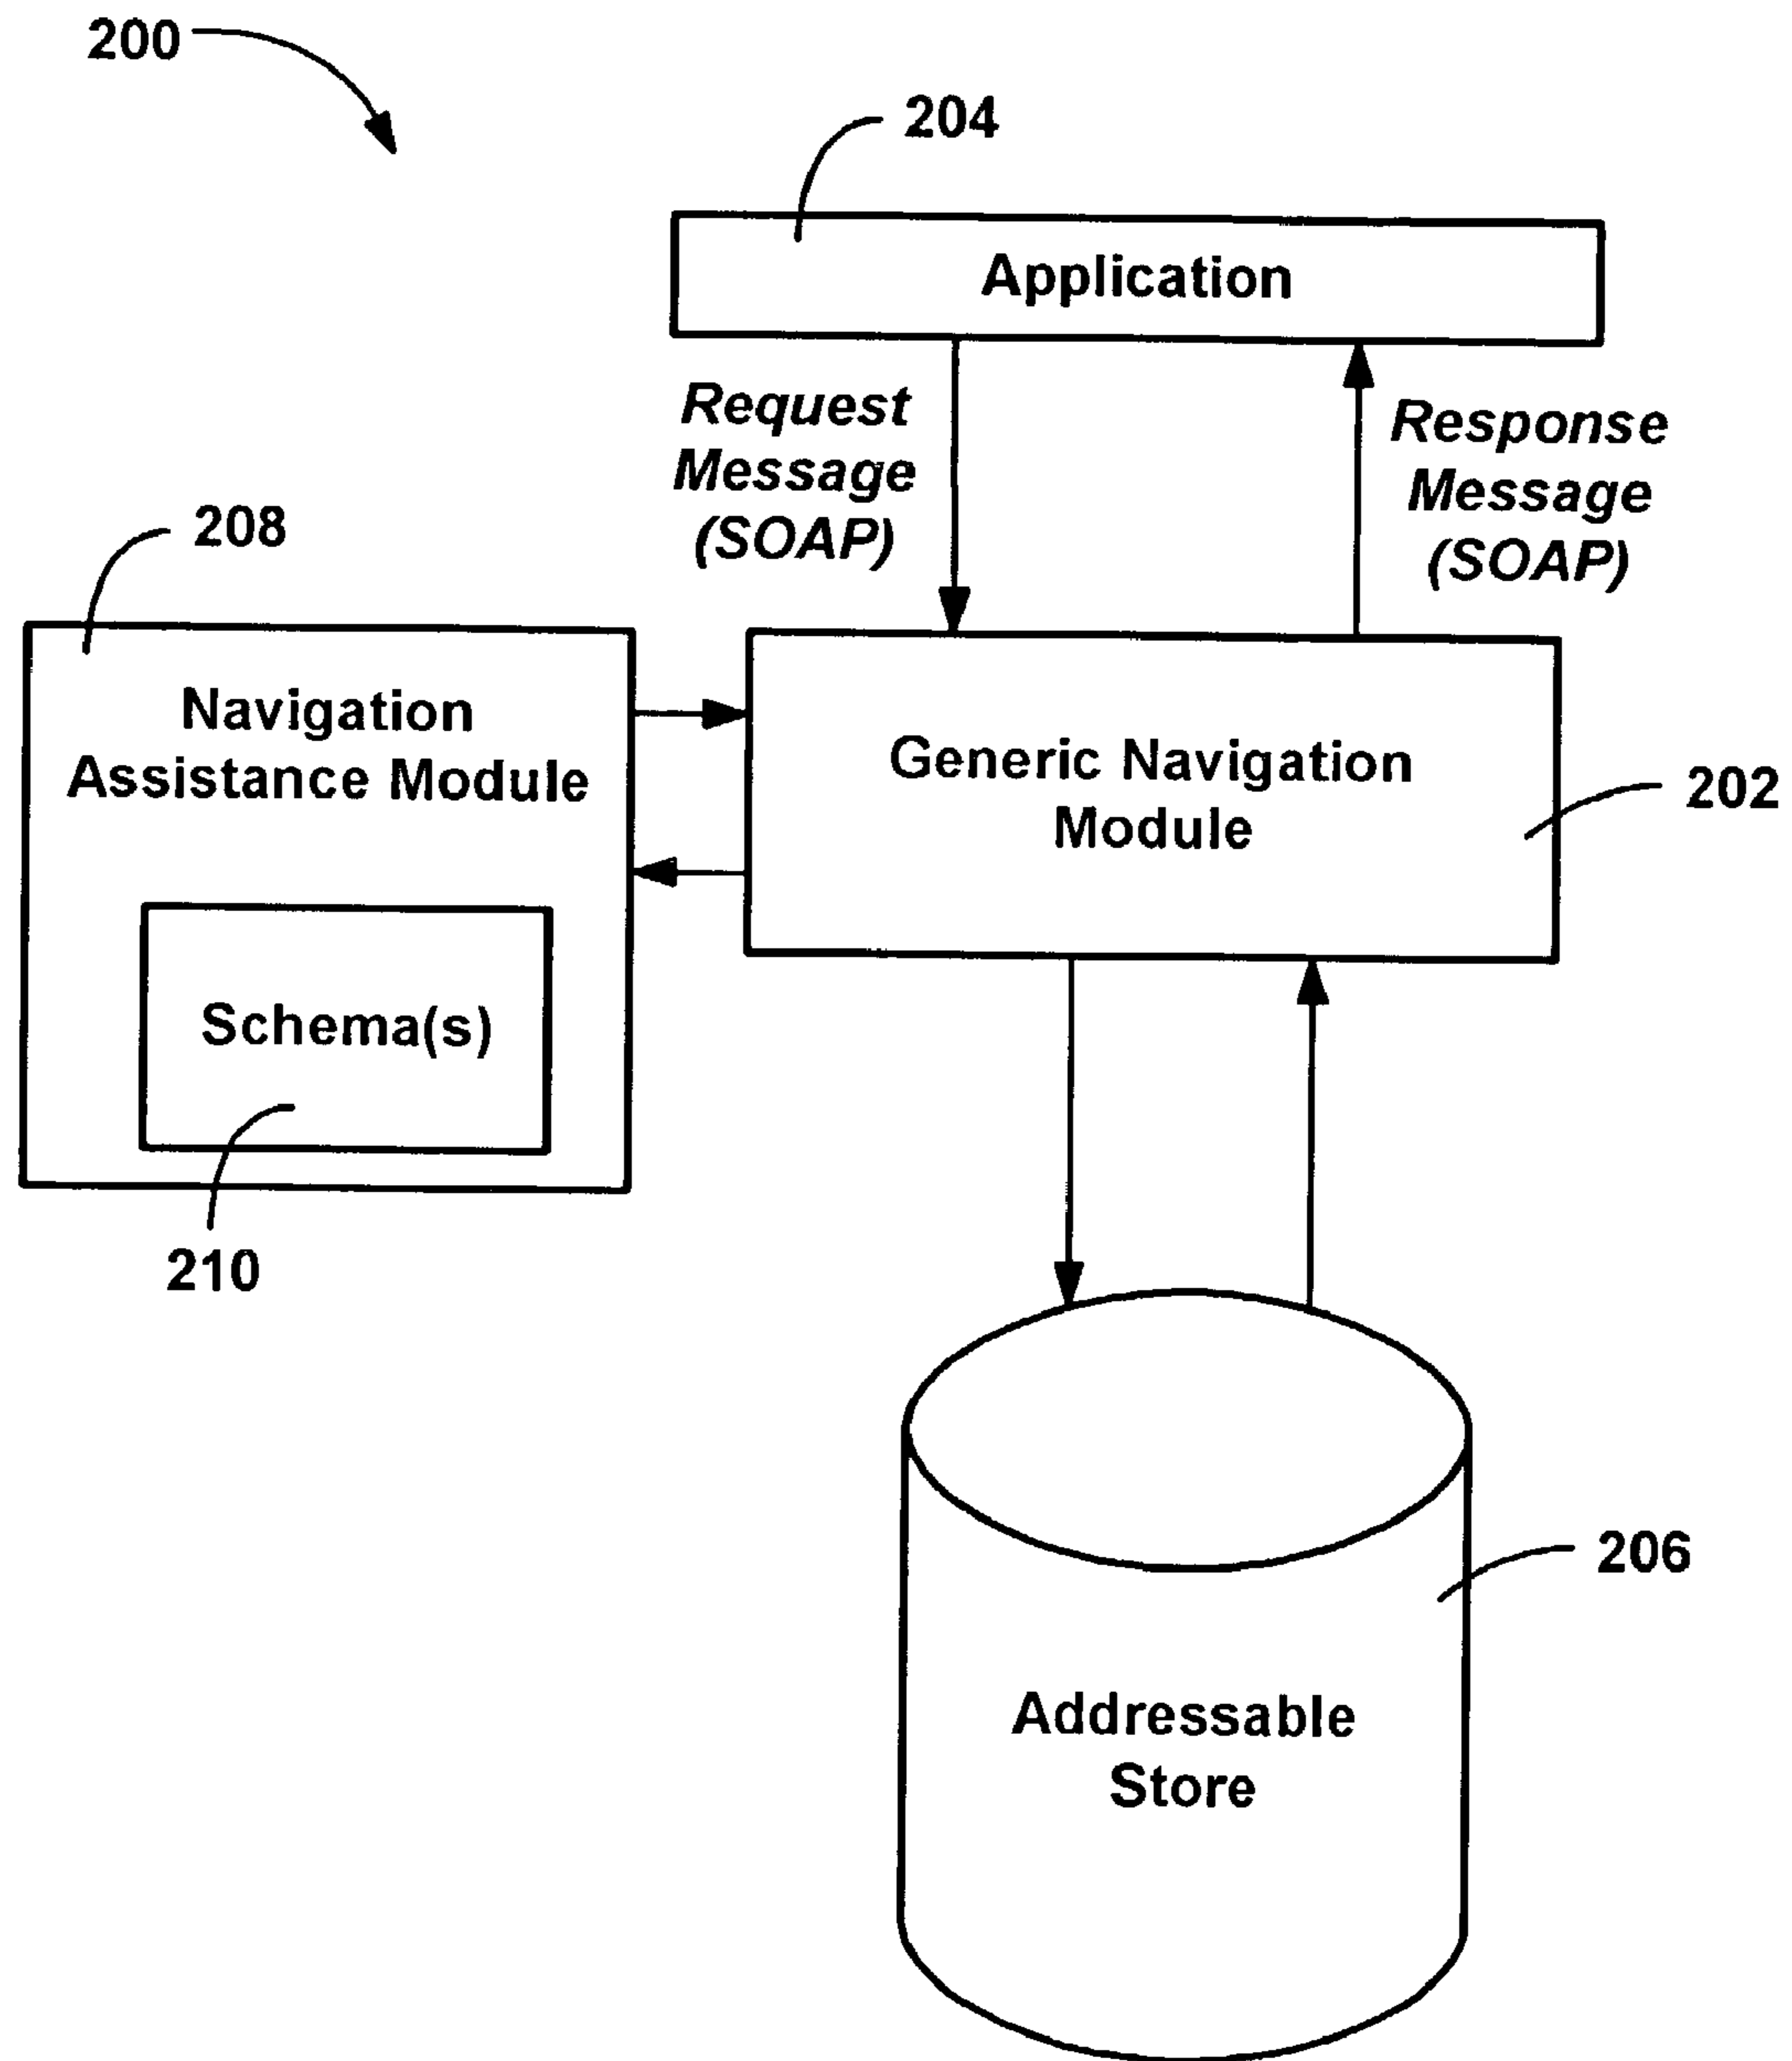 200
204
Application
Request
Message
(SOAP)
Response
Message
(SOAP)
208
Navigation
Assistance Module
Generic Navigation
Module
202
Schema(s)
210
206
Addressable
Store